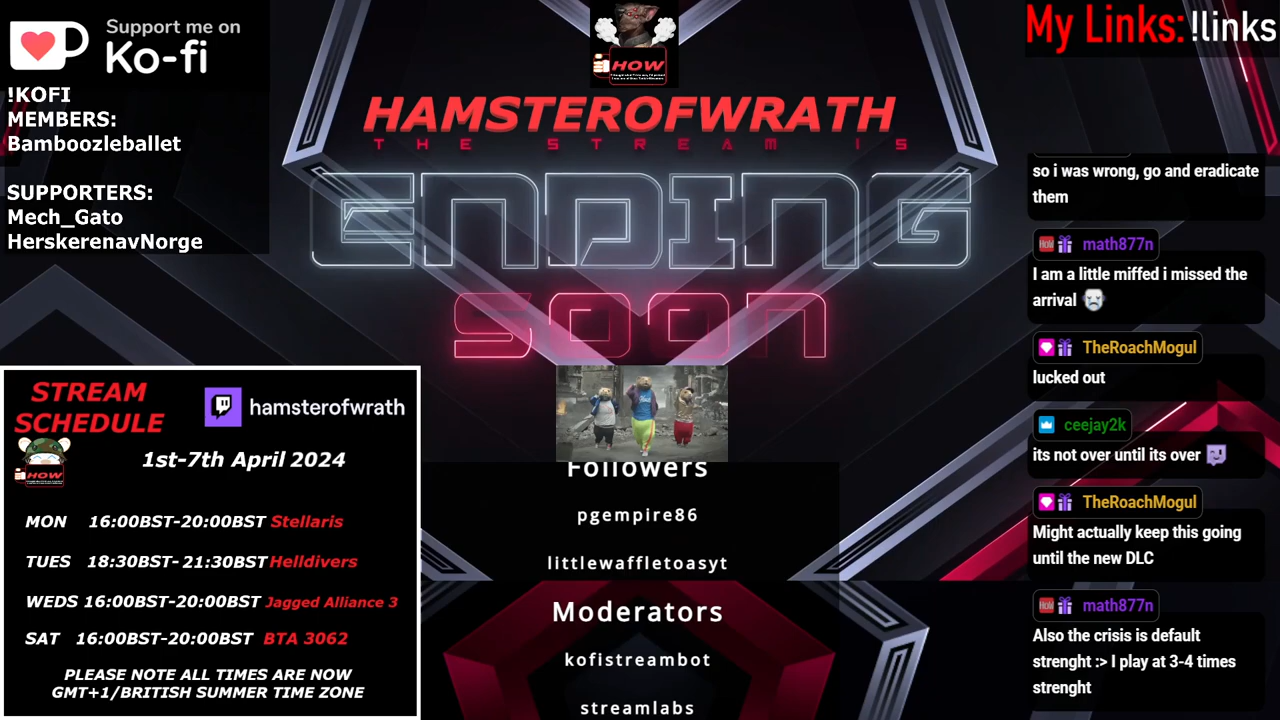 Support me on
Ko-fi
!KOFI
MEMBERS:
Bamboozleballet
SUPPORTERS:
Mech_Gato
HerskerenavNorge
HOW
HAMSTEROFWRATH
THE STREAM IS
ENDING
SOON
My Links: !links
so i was wrong, go and eradicate
them
math877n
I am a little miffed i missed the
arrival
TheRoachMogul
lucked out
ceejay2k
its not over until its over
TheRoachMogul
Might actually keep this going
until the new DLC
math877n
Also the crisis is default
strenght :> I play at 3-4 times
strenght
STREAM
SCHEDULE
hamsterofwrath
HOW
1st-7th April 2024
MON 16:00BST-20:00BST Stellaris
TUES 18:30BST-21:30BST Helldivers
WEDS 16:00BST-20:00BST Jagged Alliance 3
SAT 16:00BST-20:00BST BTA 3062
PLEASE NOTE ALL TIMES ARE NOW
GMT+1/BRITISH SUMMER TIME ZONE
Followers
pgempire86
littlewaffletoasyt
Moderators
kofistreambot
streamlabs